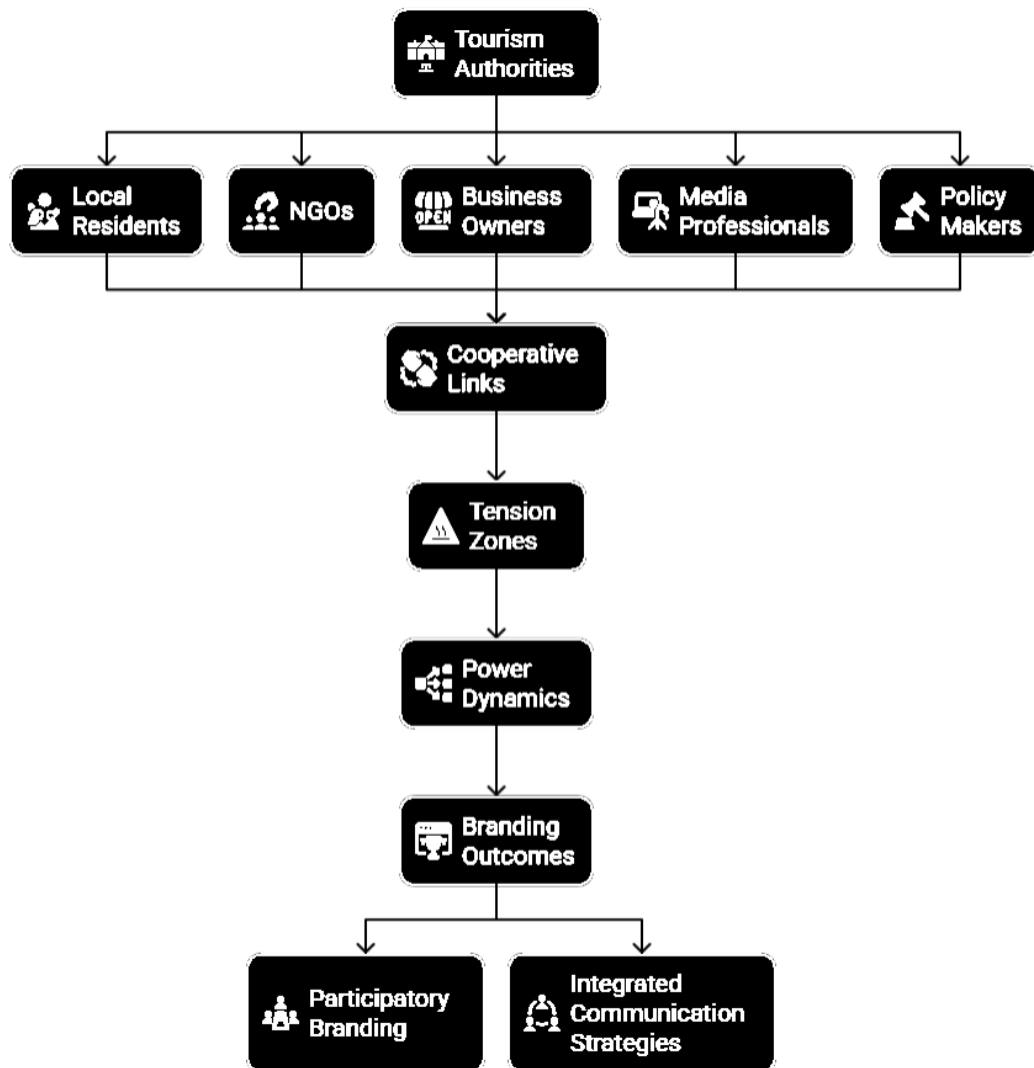 Tourism
Authorities
Local
Residents
NGOs
Business
Owners
OPEN
Media
Professionals
Policy
Makers
Cooperative
Links
Tension
Zones
Power
Dynamics
Branding
Outcomes
Participatory
Branding
Integrated
Communication
Strategies